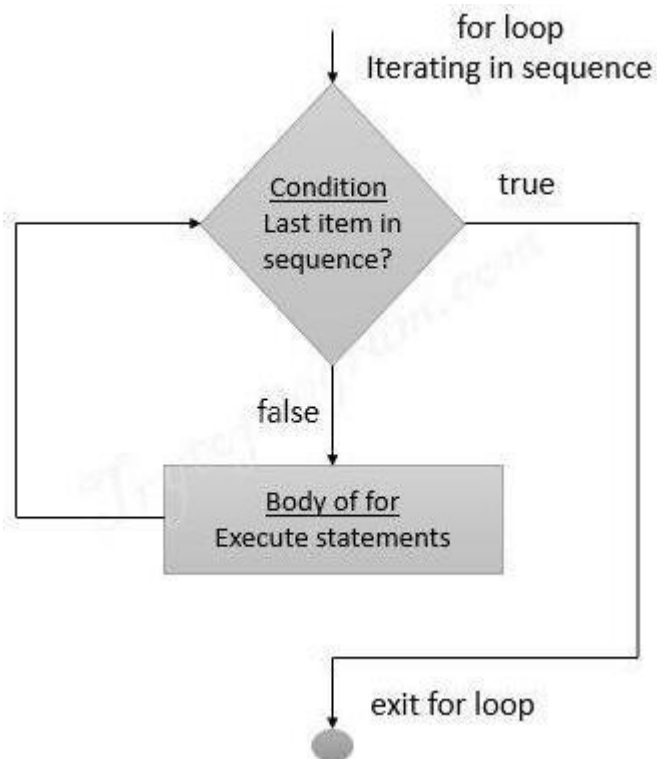 for loop
Iterating in sequence
Condition
Last item in
sequence?
true
false
Body of for
Execute statements
exit for loop